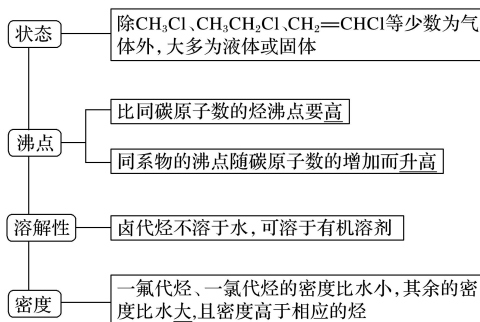 状态
除CH₃Cl、CH₃CH₂Cl、CH₂═CHCl等少数为气
体外，大多为液体或固体
沸点
比同碳原子数的烃沸点要高
同系物的沸点随碳原子数的增加而升高
溶解性
卤代烃不溶于水，可溶于有机溶剂
密度
一氟代烃、一氯代烃的密度比水小，其余的密
度比水大，且密度高于相应的烃